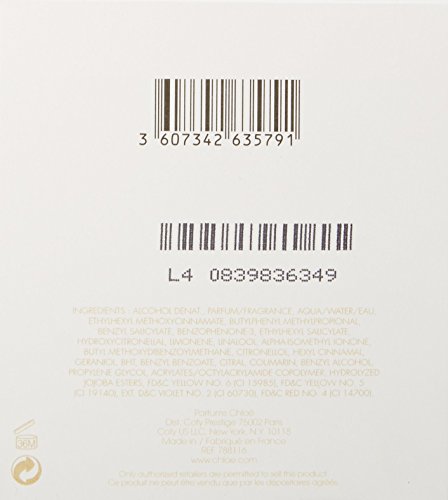 3 607342 635791
L4 0839836349
INGREDIENTS : ALCOHOL DENAT., PARFUM/FRAGRANCE, AQUA/WATER/EAU,
ETHYLHEXYL METHOXYCINNAMATE, BUTYLPHENYL METHYLPROPIONAL,
BENZYL SALICYLATE, BENZOPHENONE-3, ETHYLHEXYL SALICYLATE,
HYDROXYCITRONELLAL, LIMONENE, LINALOOL, ALPHA-ISOMETHYL IONONE,
BUTYL METHOXYDIBENZOYLMETHANE, CITRONELLOL, HEXYL CINNAMAL,
GERANIOL, BHT, BENZYL BENZOATE, CITRAL, COUMARIN, BENZYL ALCOHOL,
PROPYLENE GLYCOL, ACRYLATES/OCTYLACRYLAMIDE COPOLYMER, HYDROLYZED
JOJOBA ESTERS, FD&C YELLOW NO. 6 (CI 15985), FD&C YELLOW NO. 5
(CI 19140), EXT. D&C VIOLET NO. 2 (CI 60730), FD&C RED NO. 4 (CI 14700).
Parfums Chloé
Dist. Coty Prestige 75002 Paris
Coty US LLC, New York, N.Y. 10118
Made in / Fabriqué en France
REF 788116
www.chloe.com
36M
Only authorized retailers are permitted to sell this product
Ce produit ne peut être vendu que par les dépositaires agréés